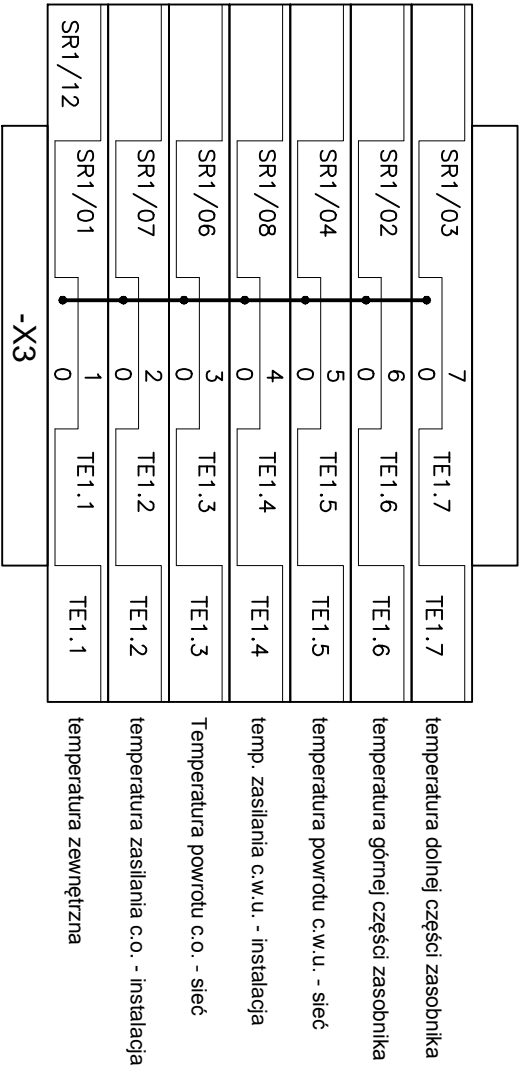 -X3
SR1/12 SR1/01 1 0 TE1.1 TE1.1 temperatura zewnętrzna
SR1/07 2 0 TE1.2 TE1.2 temperatura zasilania c.o. - instalacja
SR1/06 3 0 TE1.3 TE1.3 Temperatura powrotu c.o. - sieć
SR1/08 4 0 TE1.4 TE1.4 temp. zasilania c.w.u. - instalacja
SR1/04 5 0 TE1.5 TE1.5 temperatura powrotu c.w.u. - sieć
SR1/02 6 0 TE1.6 TE1.6 temperatura górnej części zasobnika
SR1/03 7 0 TE1.7 TE1.7 temperatura dolnej części zasobnika